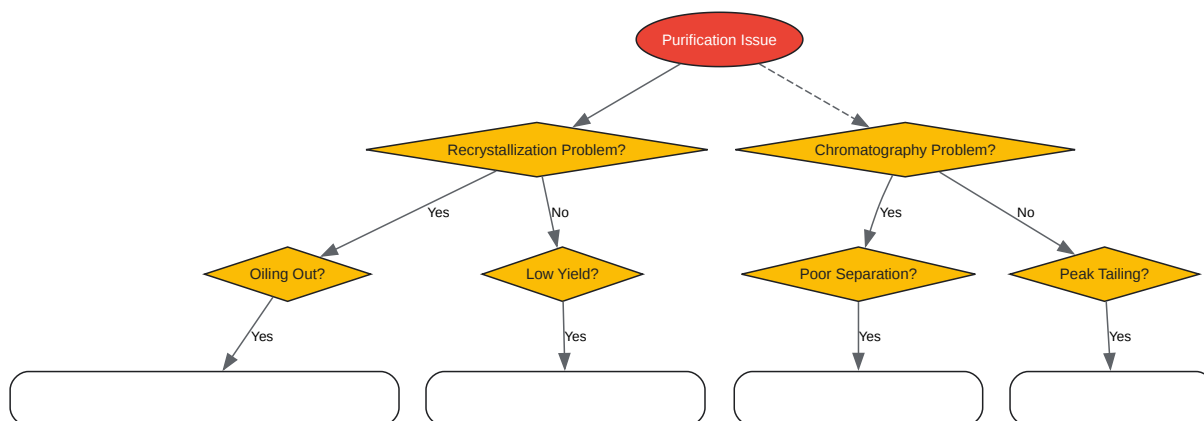 Purification Issue
Recrystallization Problem?
Chromatography Problem?
Yes
No
Yes
No
Oiling Out?
Low Yield?
Poor Separation?
Peak Tailing?
Yes
Yes
Yes
Yes